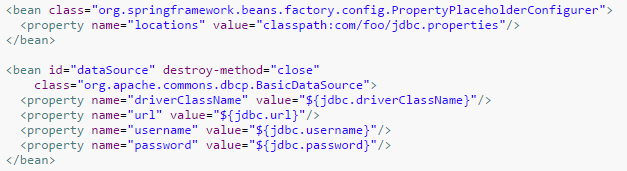 <bean class="org.springframework.beans.factory.config.PropertyPlaceholderConfigurer">
  <property name="locations" value="classpath:com/foo/jdbc.properties"/>
</bean>

<bean id="dataSource" destroy-method="close"
    class="org.apache.commons.dbcp.BasicDataSource">
  <property name="driverClassName" value="${jdbc.driverClassName}"/>
  <property name="url" value="${jdbc.url}"/>
  <property name="username" value="${jdbc.username}"/>
  <property name="password" value="${jdbc.password}"/>
</bean>